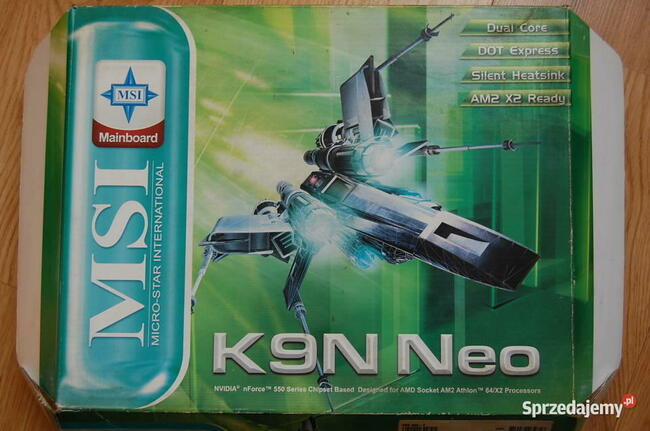 MSI
Mainboard
MSI
MICRO-STAR INTERNATIONAL
Dual Core
DOT Express
Silent Heatsink
AM2 X2 Ready
K9N Neo
NVIDIA® nForce™ 550 Series Chipset Based Designed for AMD Socket AM2 Athlon™ 64/X2 Processors
Sprzedajemy.pl